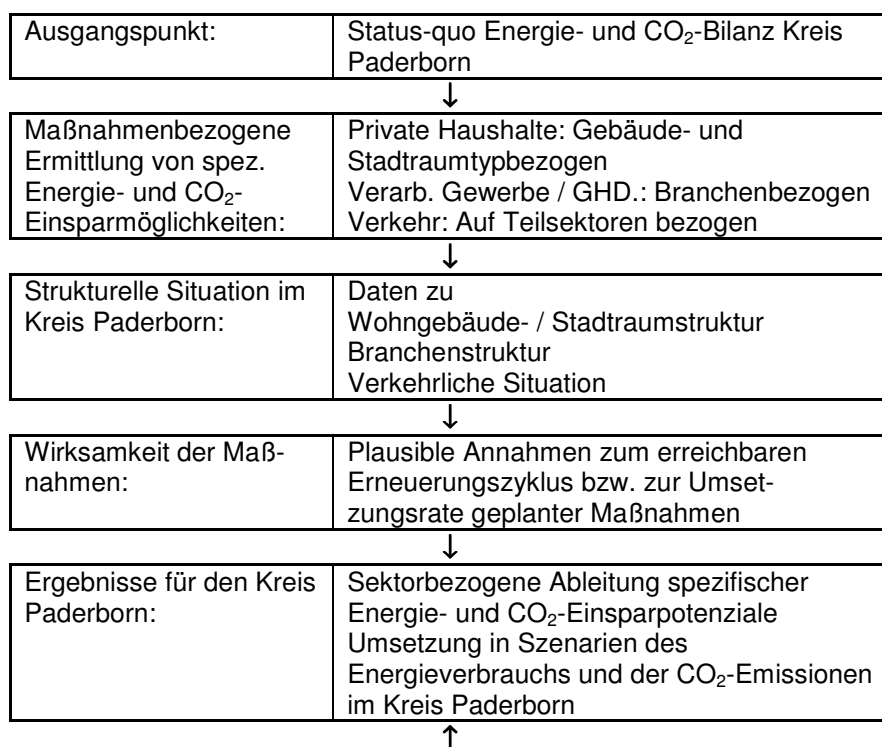 Ausgangspunkt:
Status-quo Energie- und CO₂-Bilanz Kreis
Paderborn
↓
Maßnahmenbezogene
Ermittlung von spez.
Energie- und CO₂-
Einsparmöglichkeiten:
Private Haushalte: Gebäude- und
Stadtraumtypbezogen
Verarb. Gewerbe / GHD.: Branchenbezogen
Verkehr: Auf Teilsektoren bezogen
↓
Strukturelle Situation im
Kreis Paderborn:
Daten zu
Wohngebäude- / Stadtraumstruktur
Branchenstruktur
Verkehrliche Situation
↓
Wirksamkeit der Maß-
nahmen:
Plausible Annahmen zum erreichbaren
Erneuerungszyklus bzw. zur Umset-
zungsrate geplanter Maßnahmen
↓
Ergebnisse für den Kreis
Paderborn:
Sektorbezogene Ableitung spezifischer
Energie- und CO₂-Einsparpotenziale
Umsetzung in Szenarien des
Energieverbrauchs und der CO₂-Emissionen
im Kreis Paderborn
↑